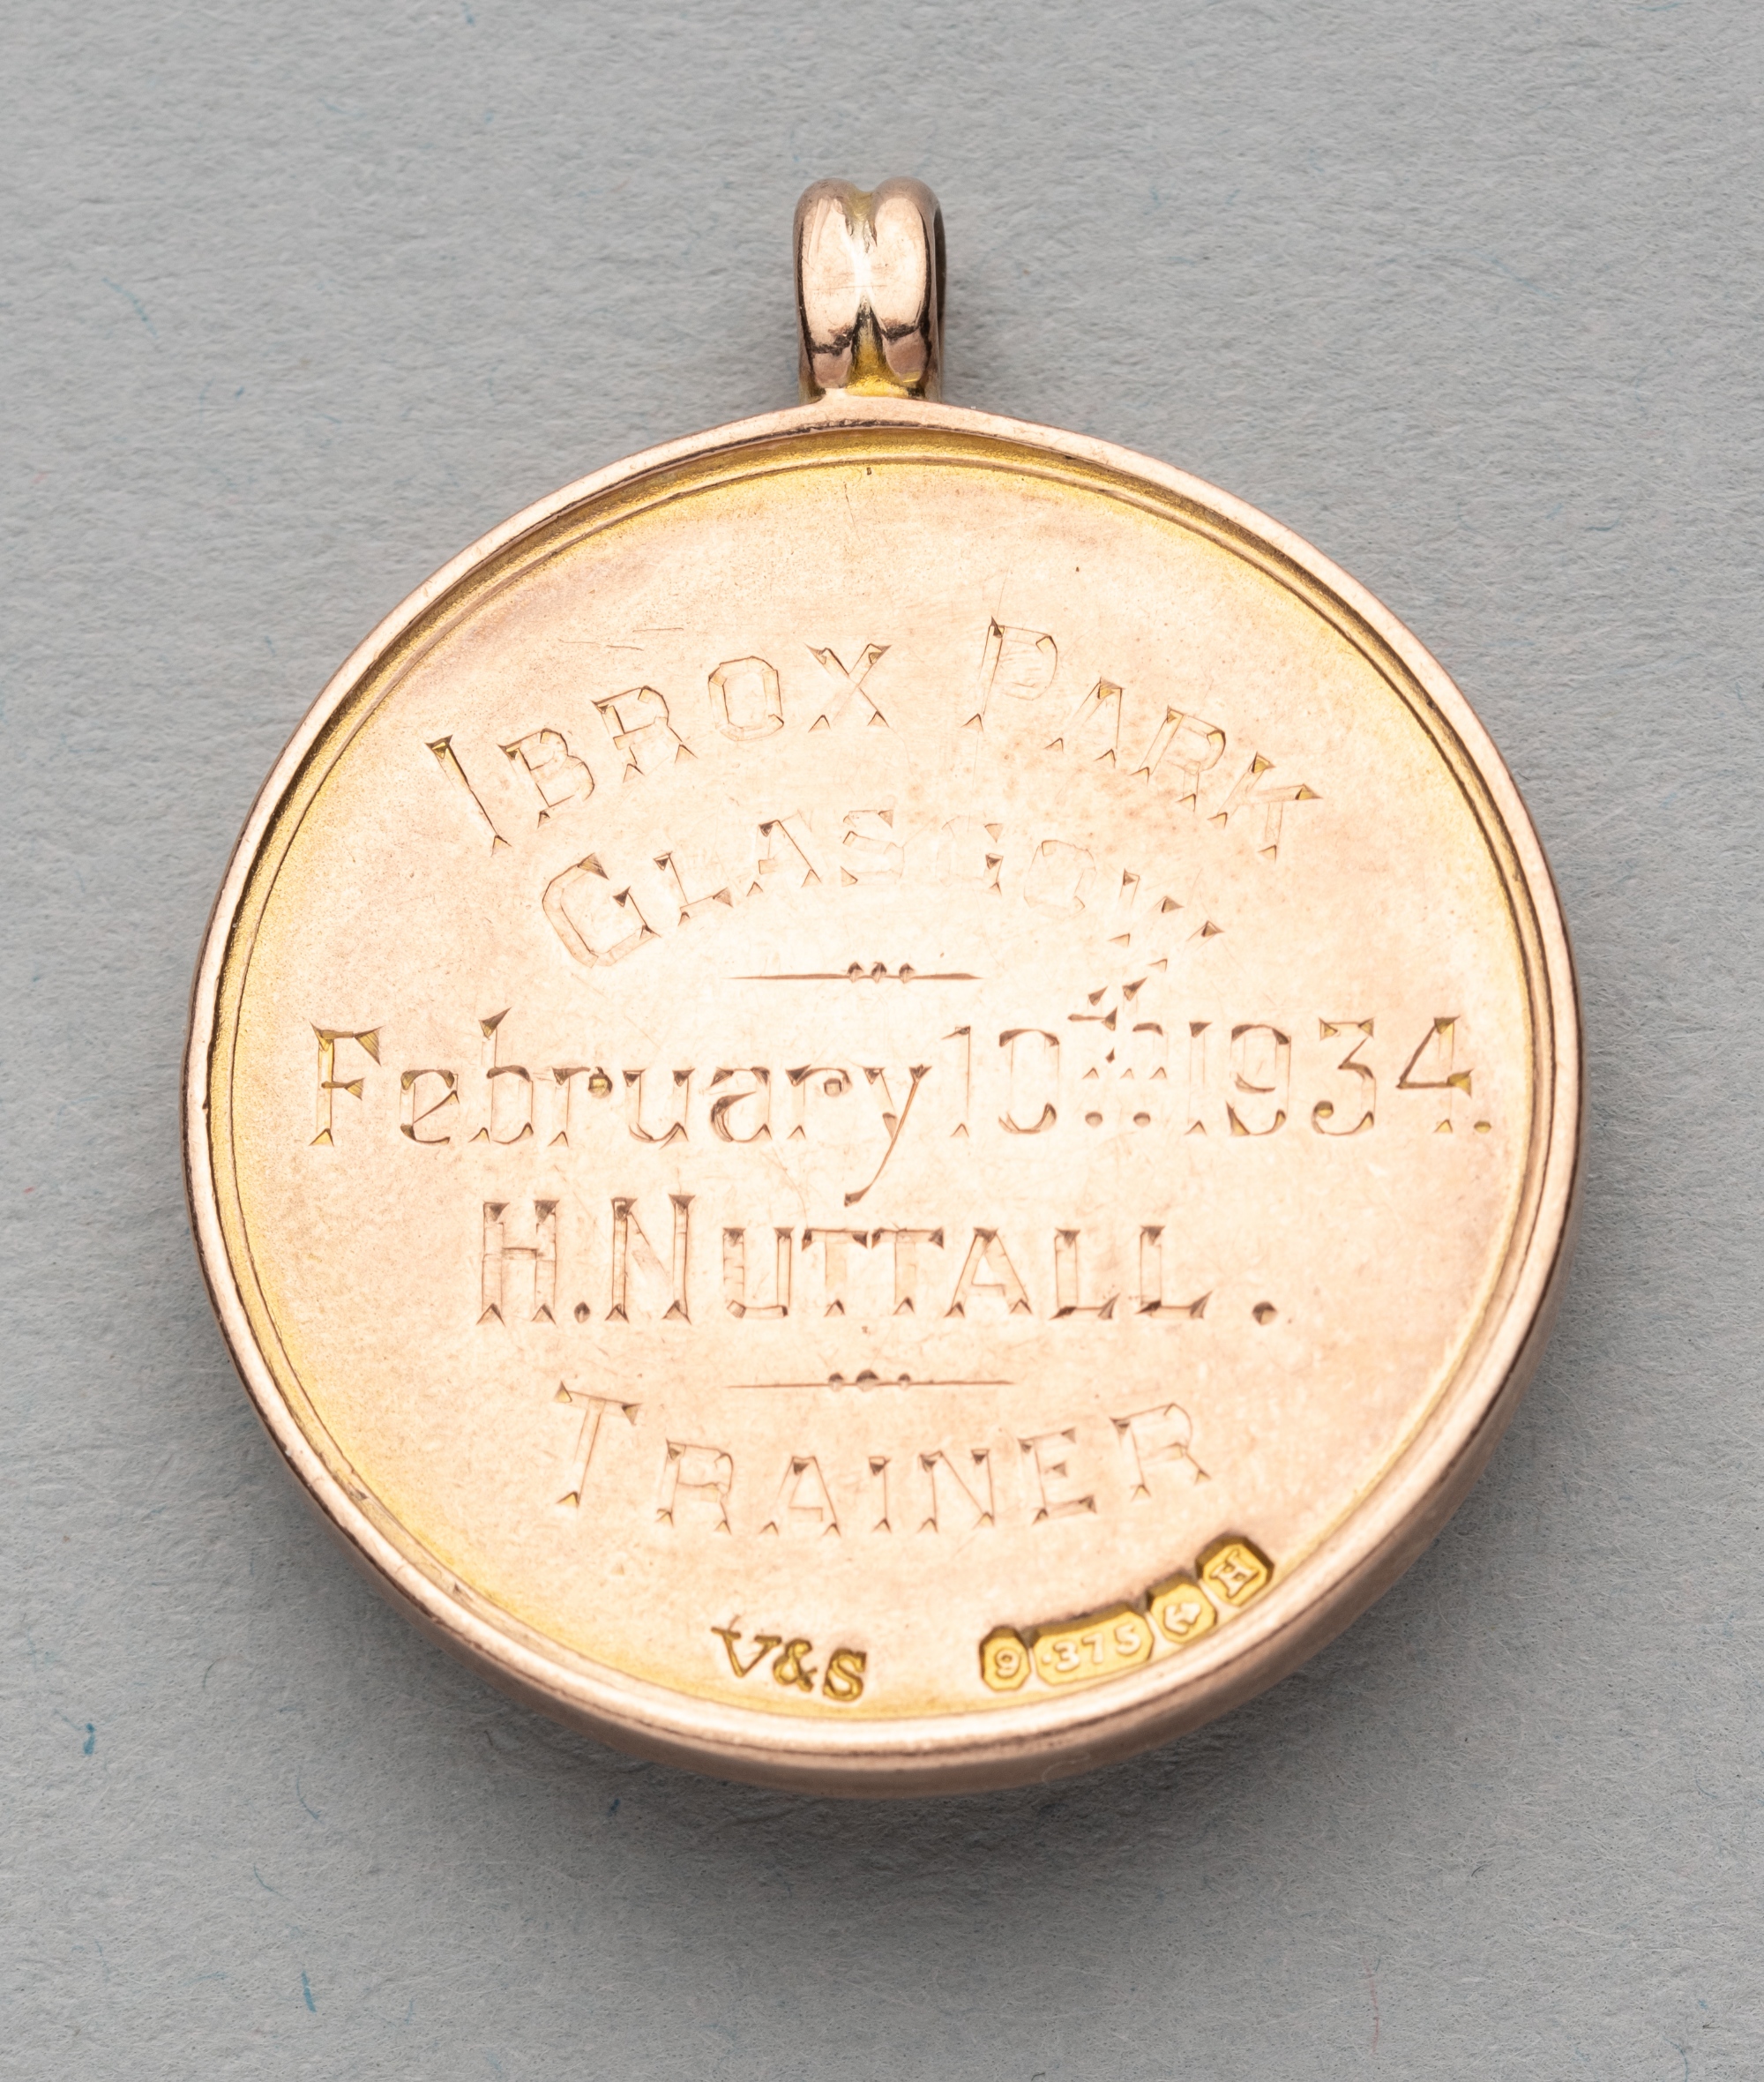 IBROX PARK
GLASGOW
February 10th 1934.
H. NUTTALL.
TRAINER
V&S
9 .375 H